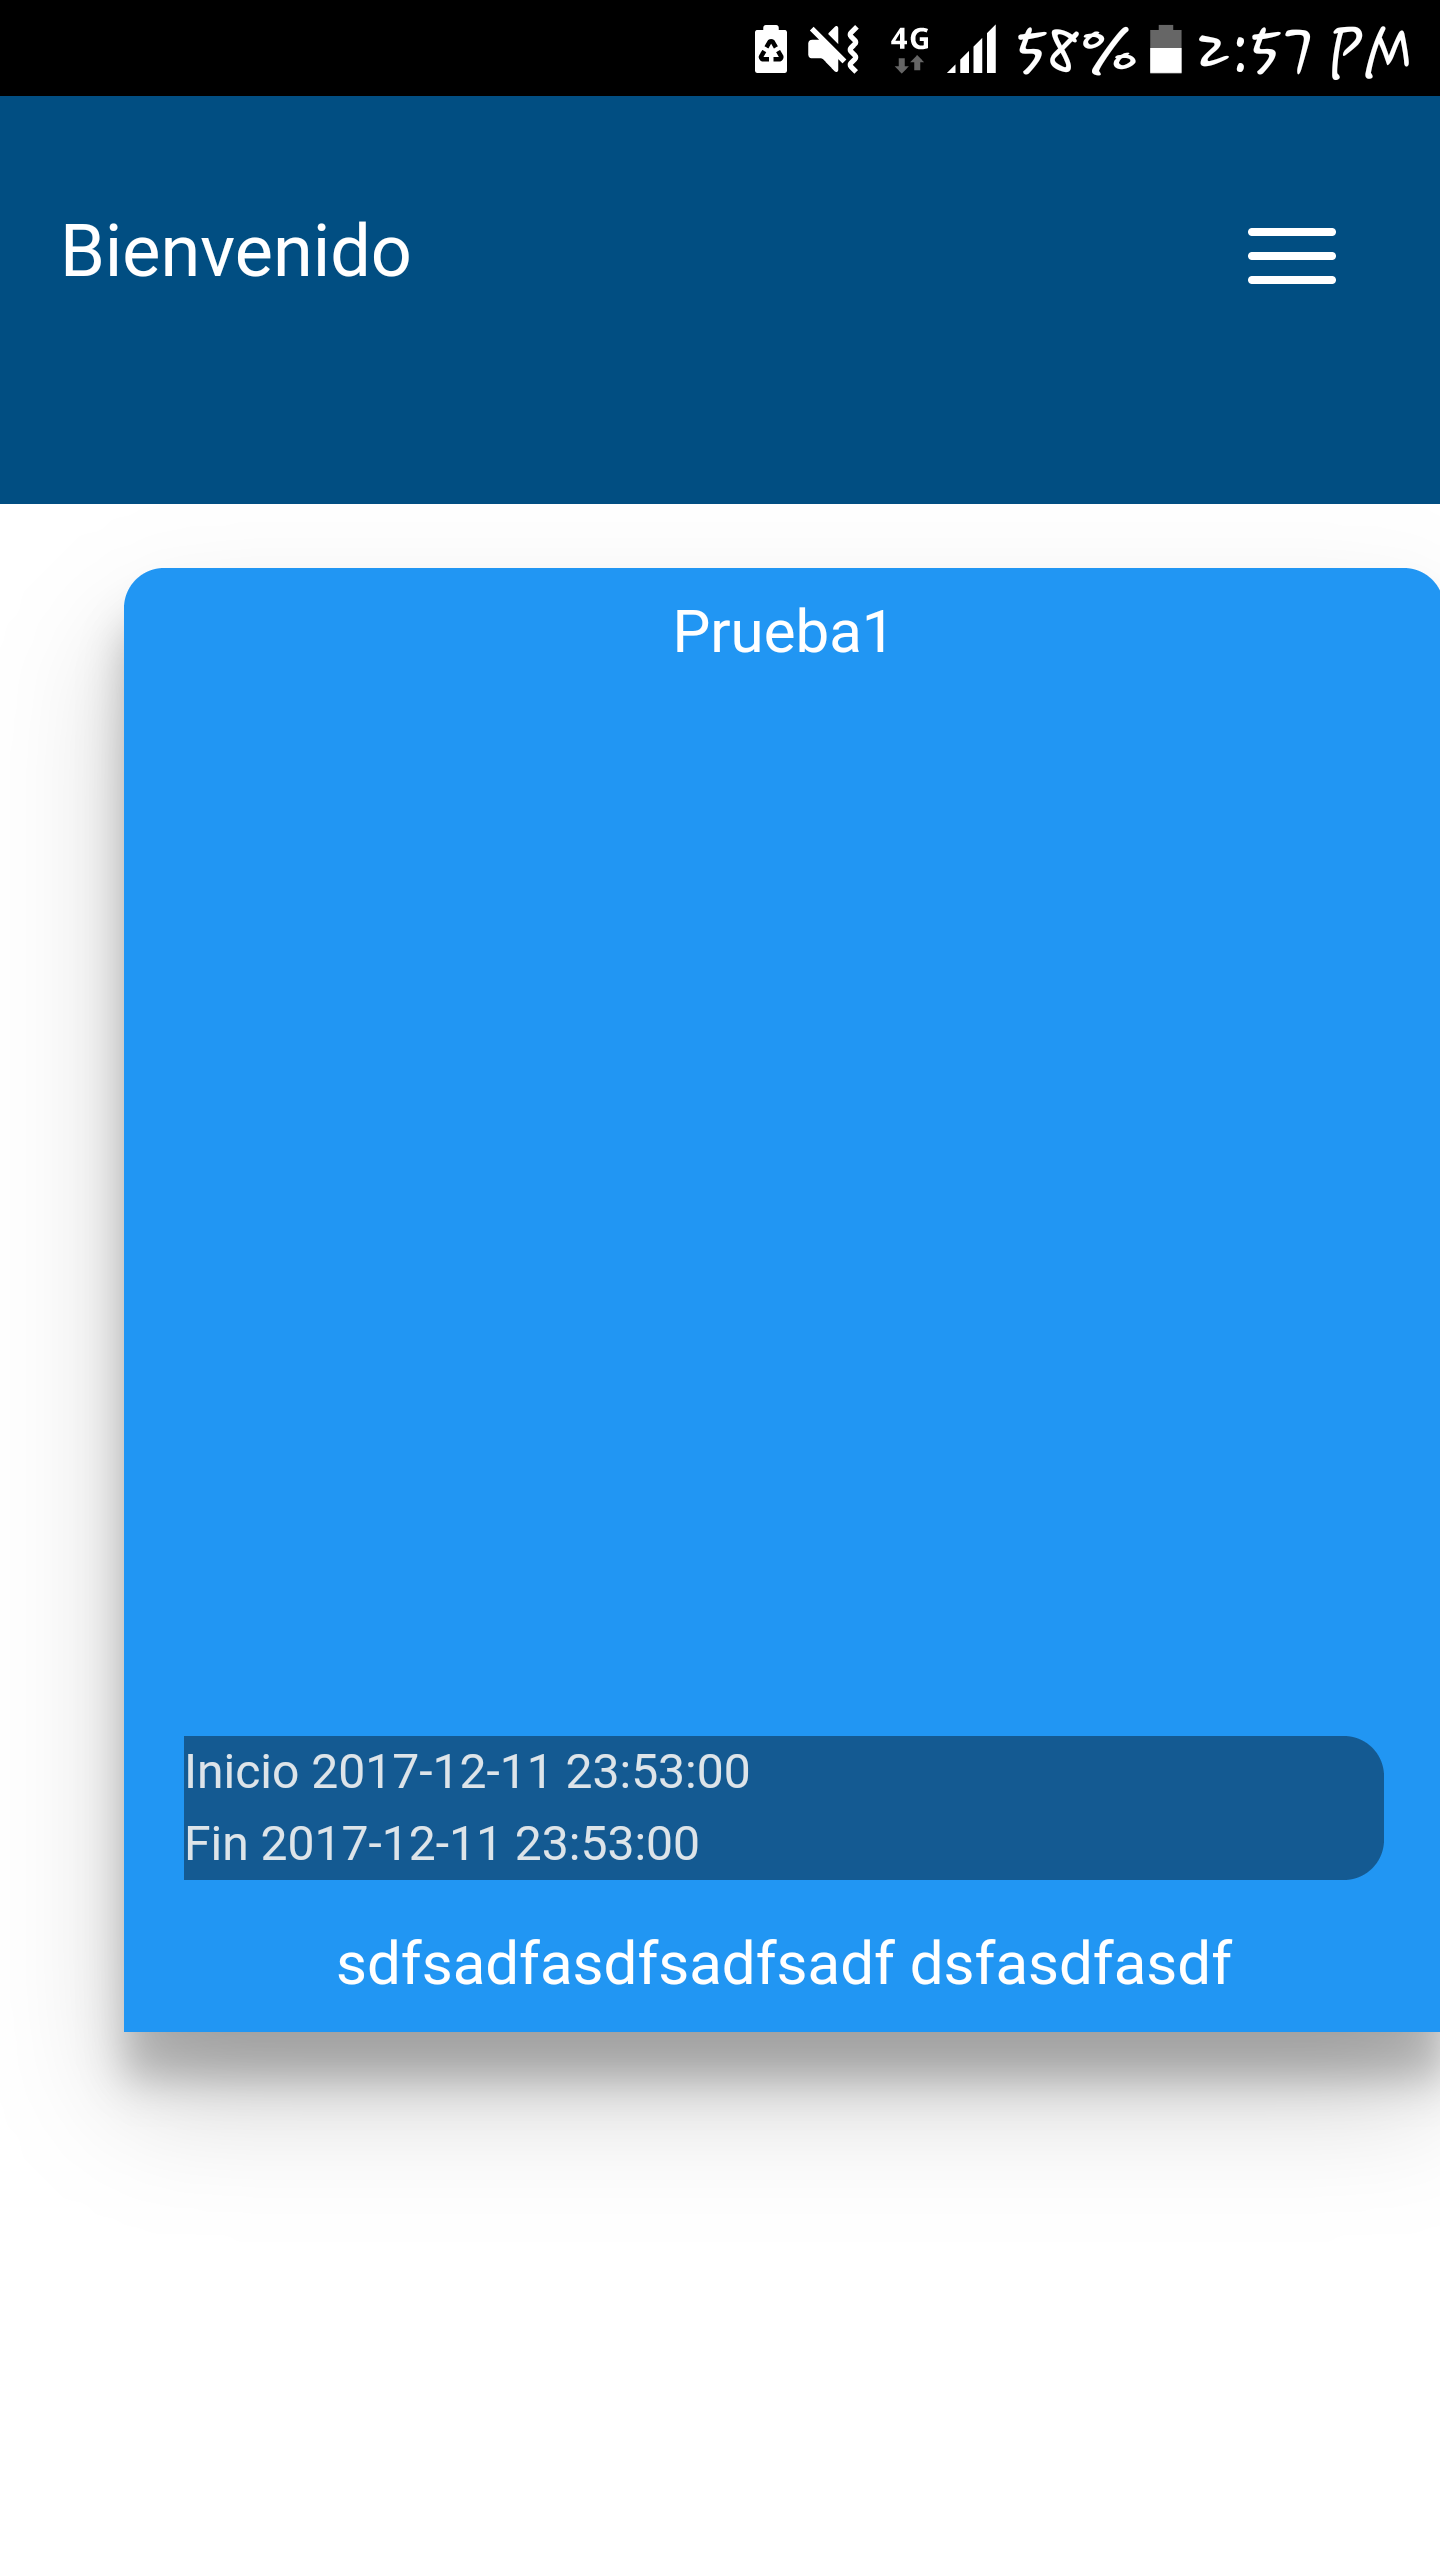 4G 58% 2:57 PM
Bienvenido
Prueba1
Inicio 2017-12-11 23:53:00
Fin 2017-12-11 23:53:00
sdfsadfasdfsadfsadf dsfasdfasdf